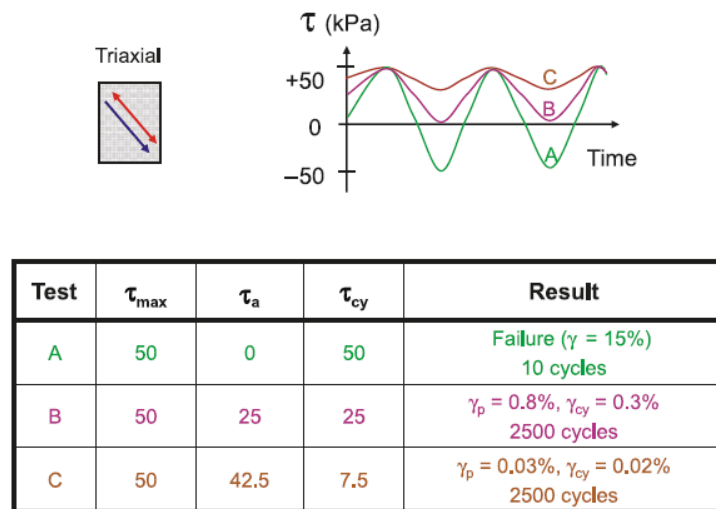 τ (kPa)
Triaxial
+50
0
–50
C
B
A
Time
Test τmax τa τcy Result
A 50 0 50 Failure (γ = 15%)
10 cycles
B 50 25 25 γp = 0.8%, γcy = 0.3%
2500 cycles
C 50 42.5 7.5 γp = 0.03%, γcy = 0.02%
2500 cycles